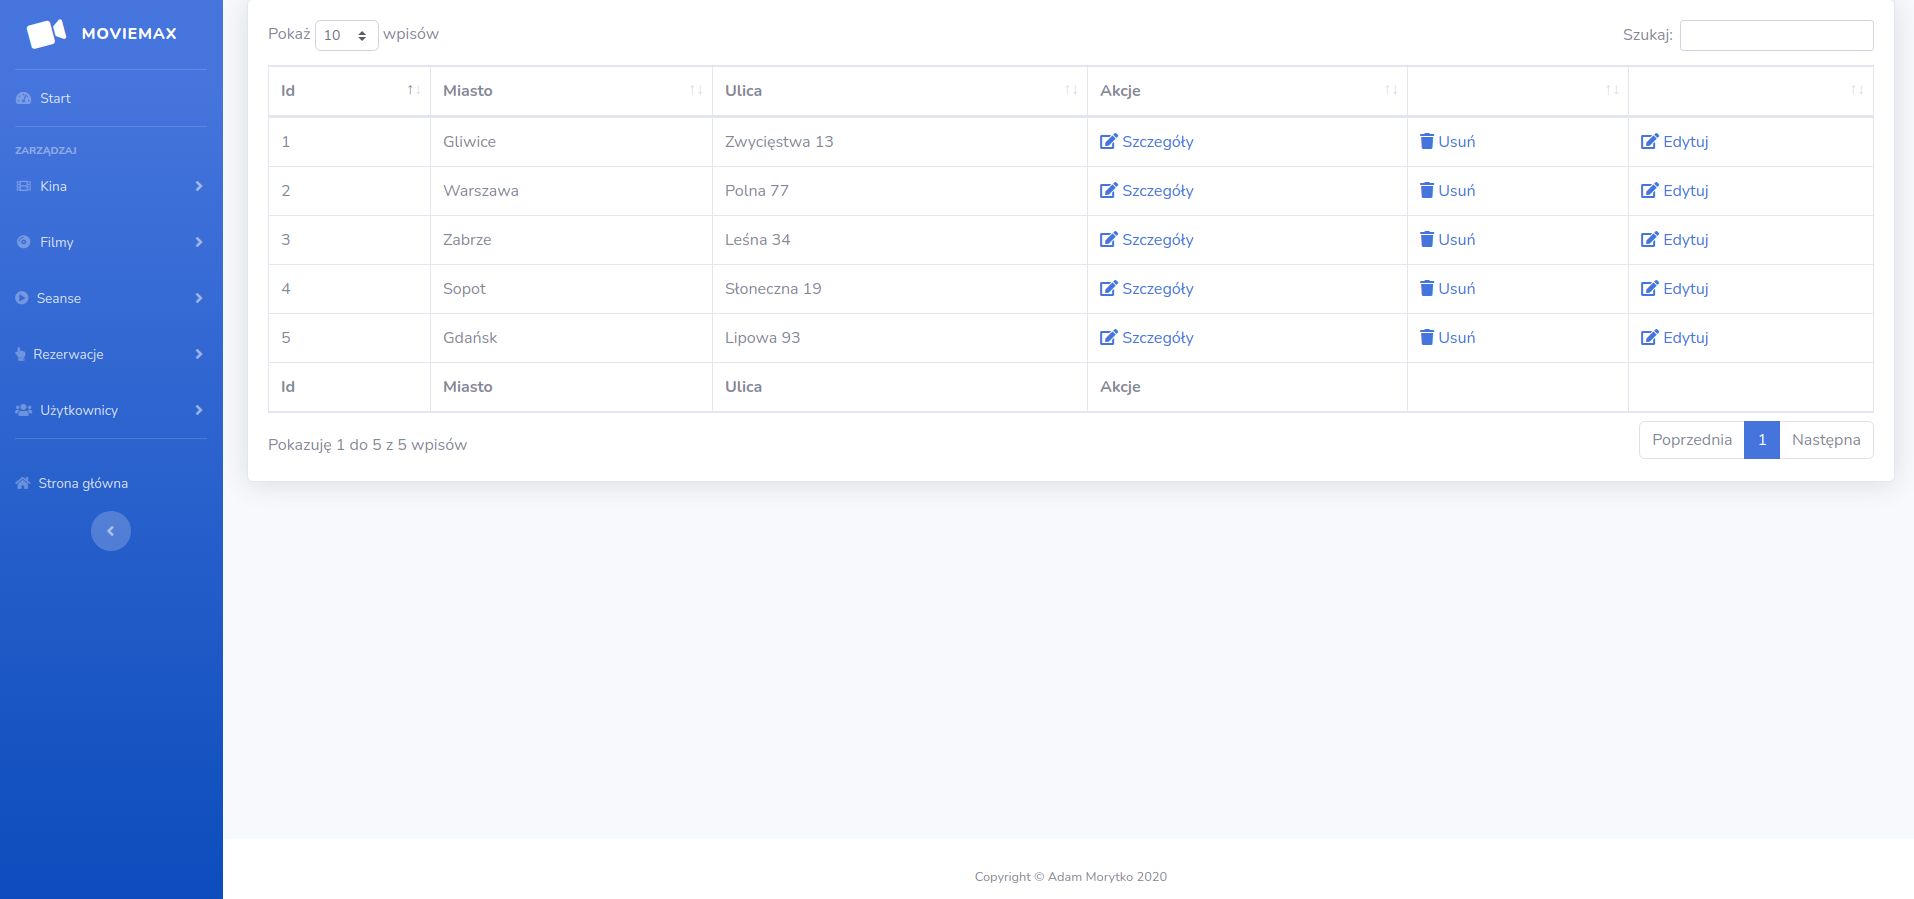 MOVIEMAX
Start
ZARZĄDZAJ
Kina
Filmy
Seanse
Rezerwacje
Użytkownicy
Strona główna
Pokaż 10 wpisów
Szukaj:
Id Miasto Ulica Akcje
1 Gliwice Zwycięstwa 13 Szczegóły Usuń Edytuj
2 Warszawa Polna 77 Szczegóły Usuń Edytuj
3 Zabrze Leśna 34 Szczegóły Usuń Edytuj
4 Sopot Słoneczna 19 Szczegóły Usuń Edytuj
5 Gdańsk Lipowa 93 Szczegóły Usuń Edytuj
Id Miasto Ulica Akcje
Pokazuję 1 do 5 z 5 wpisów
Poprzednia 1 Następna
Copyright © Adam Morytko 2020